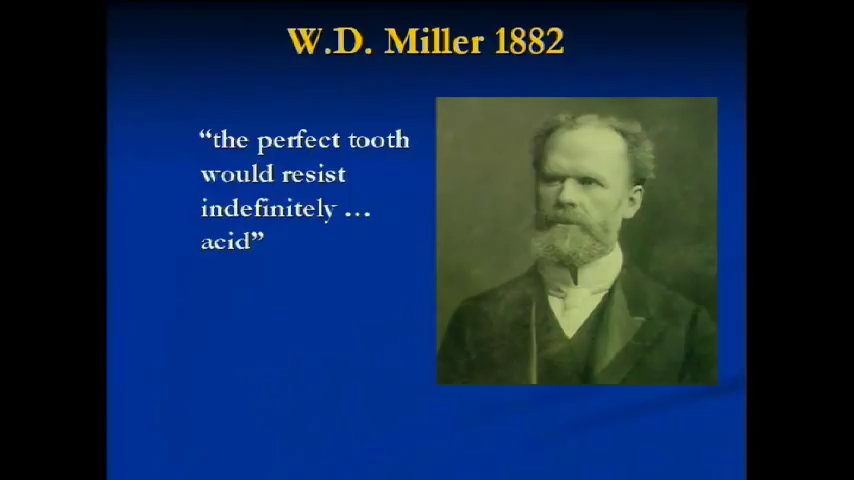 W.D. Miller 1882
“the perfect tooth
would resist
indefinitely …
acid”